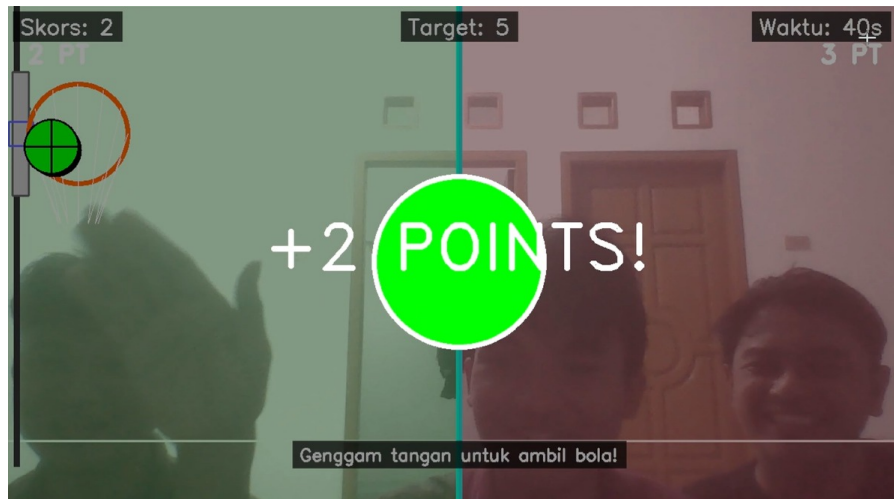 Skors: 2
Target: 5
Waktu: 40s
2 PT
3 PT
+2 POINTS!
Genggam tangan untuk ambil bola!